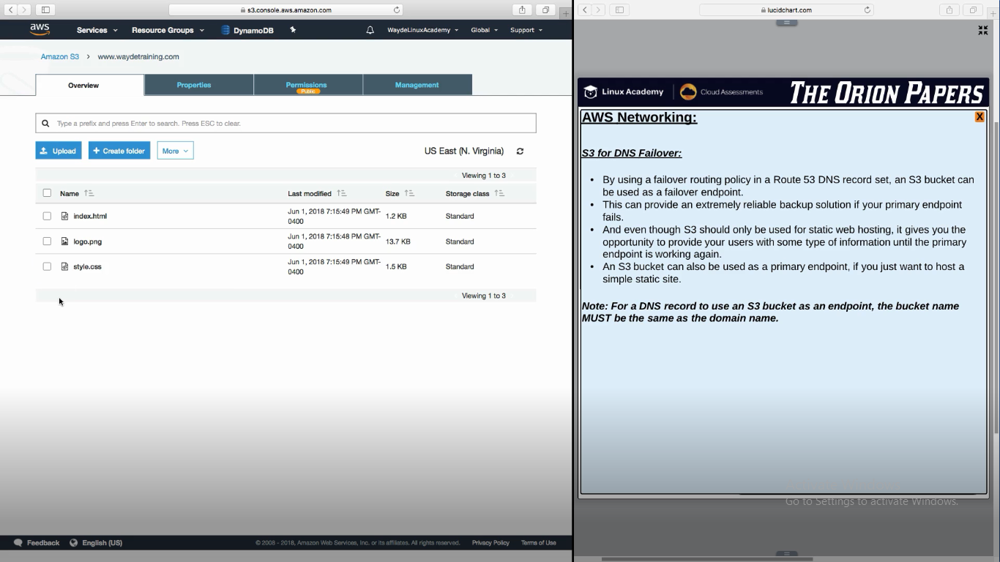 s3.console.aws.amazon.com
aws
Services
Resource Groups
DynamoDB
WaydeLinuxAcademy
Global
Support
Amazon S3 > www.waydetraining.com
Overview
Properties
Permissions
Public
Management
Type a prefix and press Enter to search. Press ESC to clear.
Upload
+ Create folder
More
US East (N. Virginia)
Viewing 1 to 3
Name
Last modified
Size
Storage class
index.html
Jun 1, 2018 7:15:49 PM GMT-
0400
1.2 KB
Standard
logo.png
Jun 1, 2018 7:15:48 PM GMT-
0400
13.7 KB
Standard
style.css
Jun 1, 2018 7:15:49 PM GMT-
0400
1.5 KB
Standard
Viewing 1 to 3
Feedback
English (US)
© 2008 - 2018, Amazon Web Services, Inc. or its affiliates. All rights reserved.
Privacy Policy
Terms of Use
lucidchart.com
Linux Academy
Cloud Assessments
THE ORION PAPERS
AWS Networking:
X
S3 for DNS Failover:
• By using a failover routing policy in a Route 53 DNS record set, an S3 bucket can
be used as a failover endpoint.
• This can provide an extremely reliable backup solution if your primary endpoint
fails.
• And even though S3 should only be used for static web hosting, it gives you the
opportunity to provide your users with some type of information until the primary
endpoint is working again.
• An S3 bucket can also be used as a primary endpoint, if you just want to host a
simple static site.
Note: For a DNS record to use an S3 bucket as an endpoint, the bucket name
MUST be the same as the domain name.
Go to Settings to activate Windows.